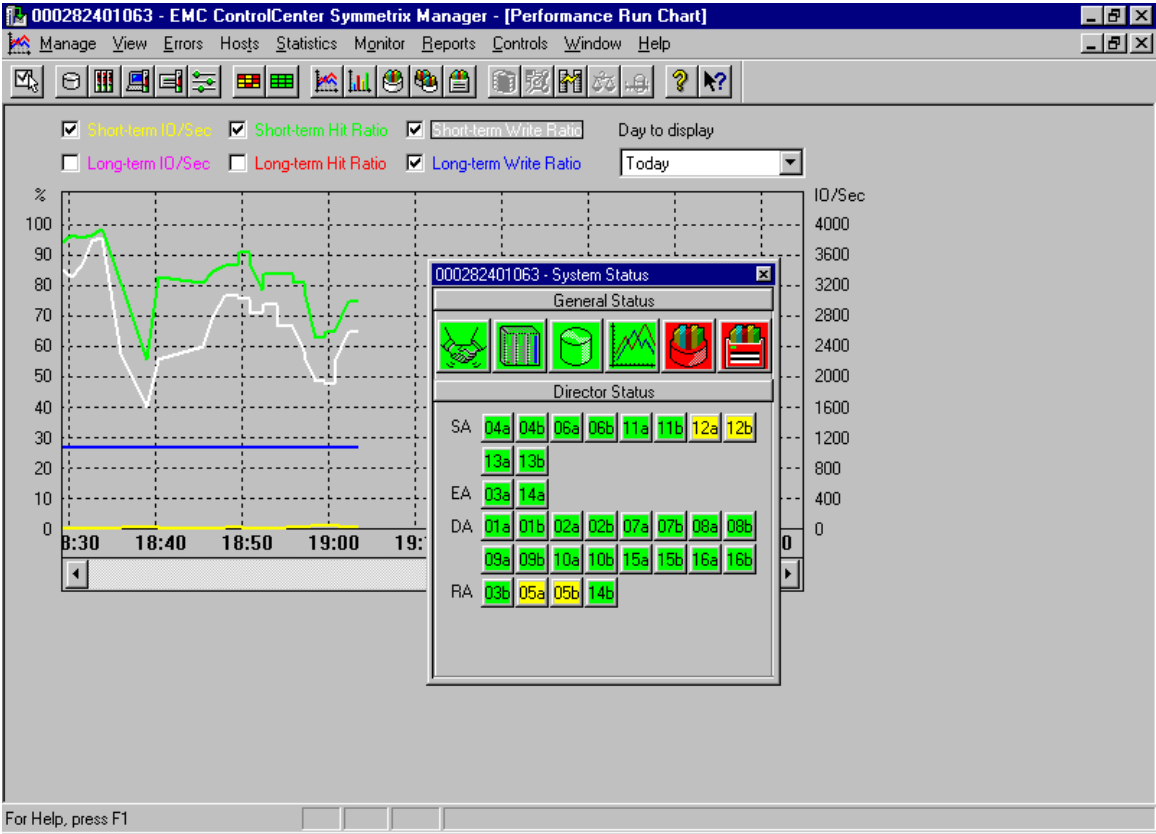 000282401063 - EMC ControlCenter Symmetrix Manager - [Performance Run Chart]
Manage View Errors Hosts Statistics Monitor Reports Controls Window Help
Short-term IO/Sec Short-term Hit Ratio Short-term Write Ratio Day to display
Long-term IO/Sec Long-term Hit Ratio Long-term Write Ratio Today
% IO/Sec
100 4000
90 3600
80 3200
70 2800
60 2400
50 2000
40 1600
30 1200
20 800
10 400
0 0
8:30 18:40 18:50 19:00 19: 0
000282401063 - System Status
General Status
Director Status
SA 04a 04b 06a 06b 11a 11b 12a 12b
13a 13b
EA 03a 14a
DA 01a 01b 02a 02b 07a 07b 08a 08b
09a 09b 10a 10b 15a 15b 16a 16b
RA 03b 05a 05b 14b
For Help, press F1